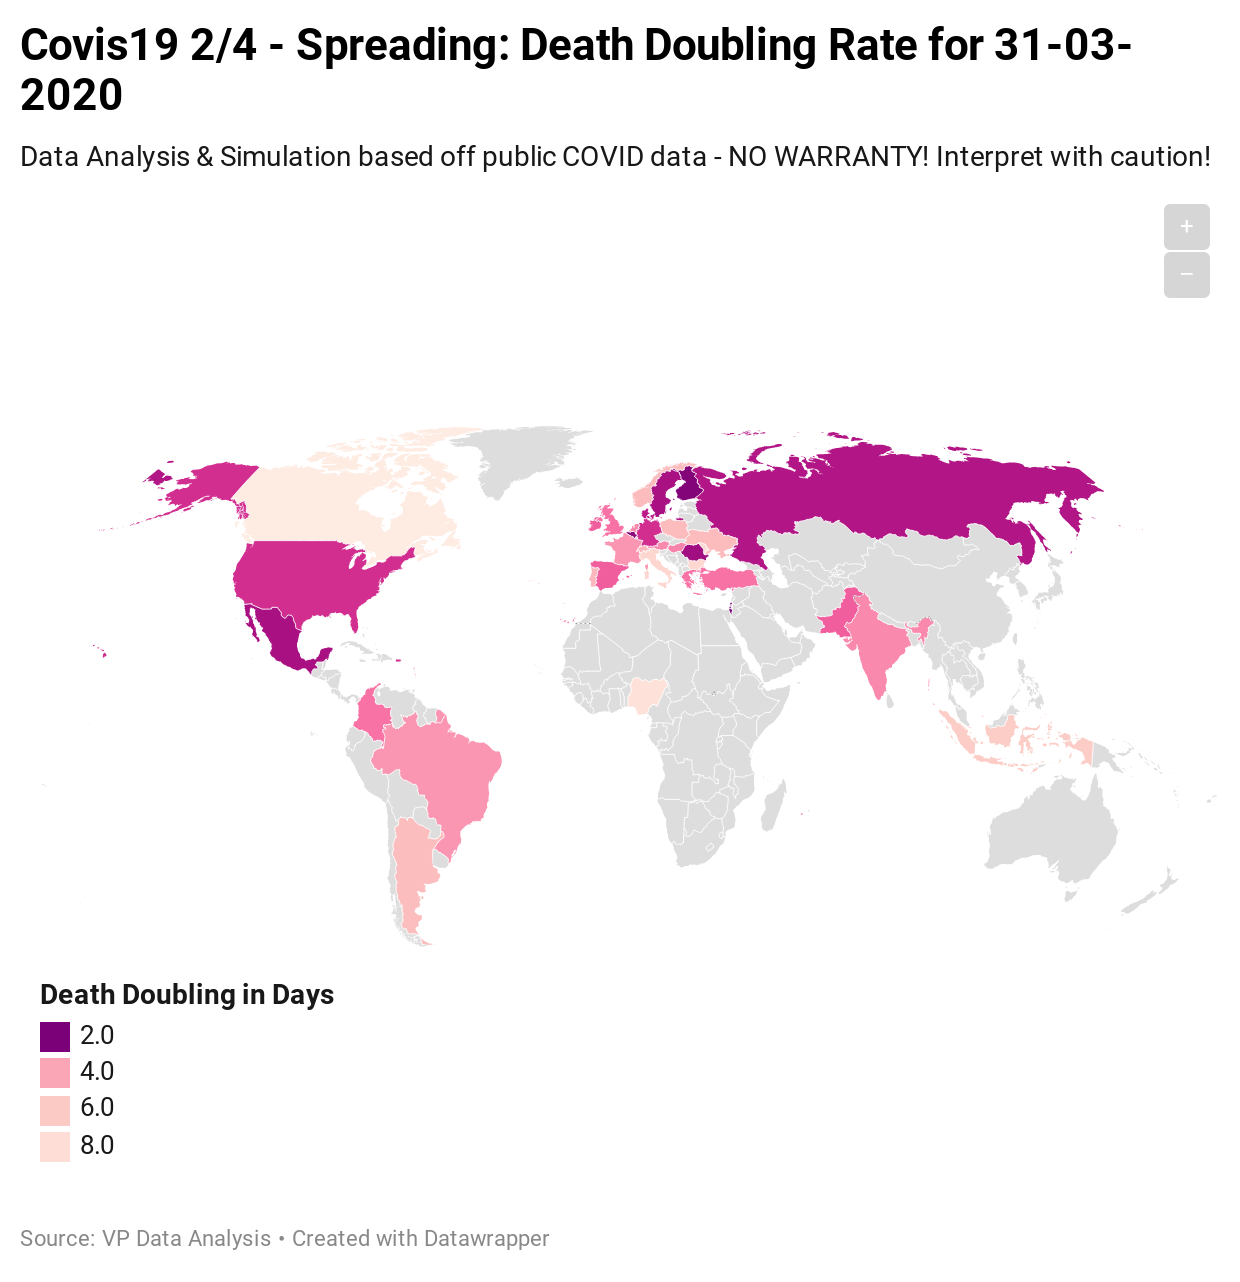 Covis19 2/4 - Spreading: Death Doubling Rate for 31-03-
2020
Data Analysis & Simulation based off public COVID data - NO WARRANTY! Interpret with caution!
+
−
Death Doubling in Days
2.0
4.0
6.0
8.0
Source: VP Data Analysis • Created with Datawrapper